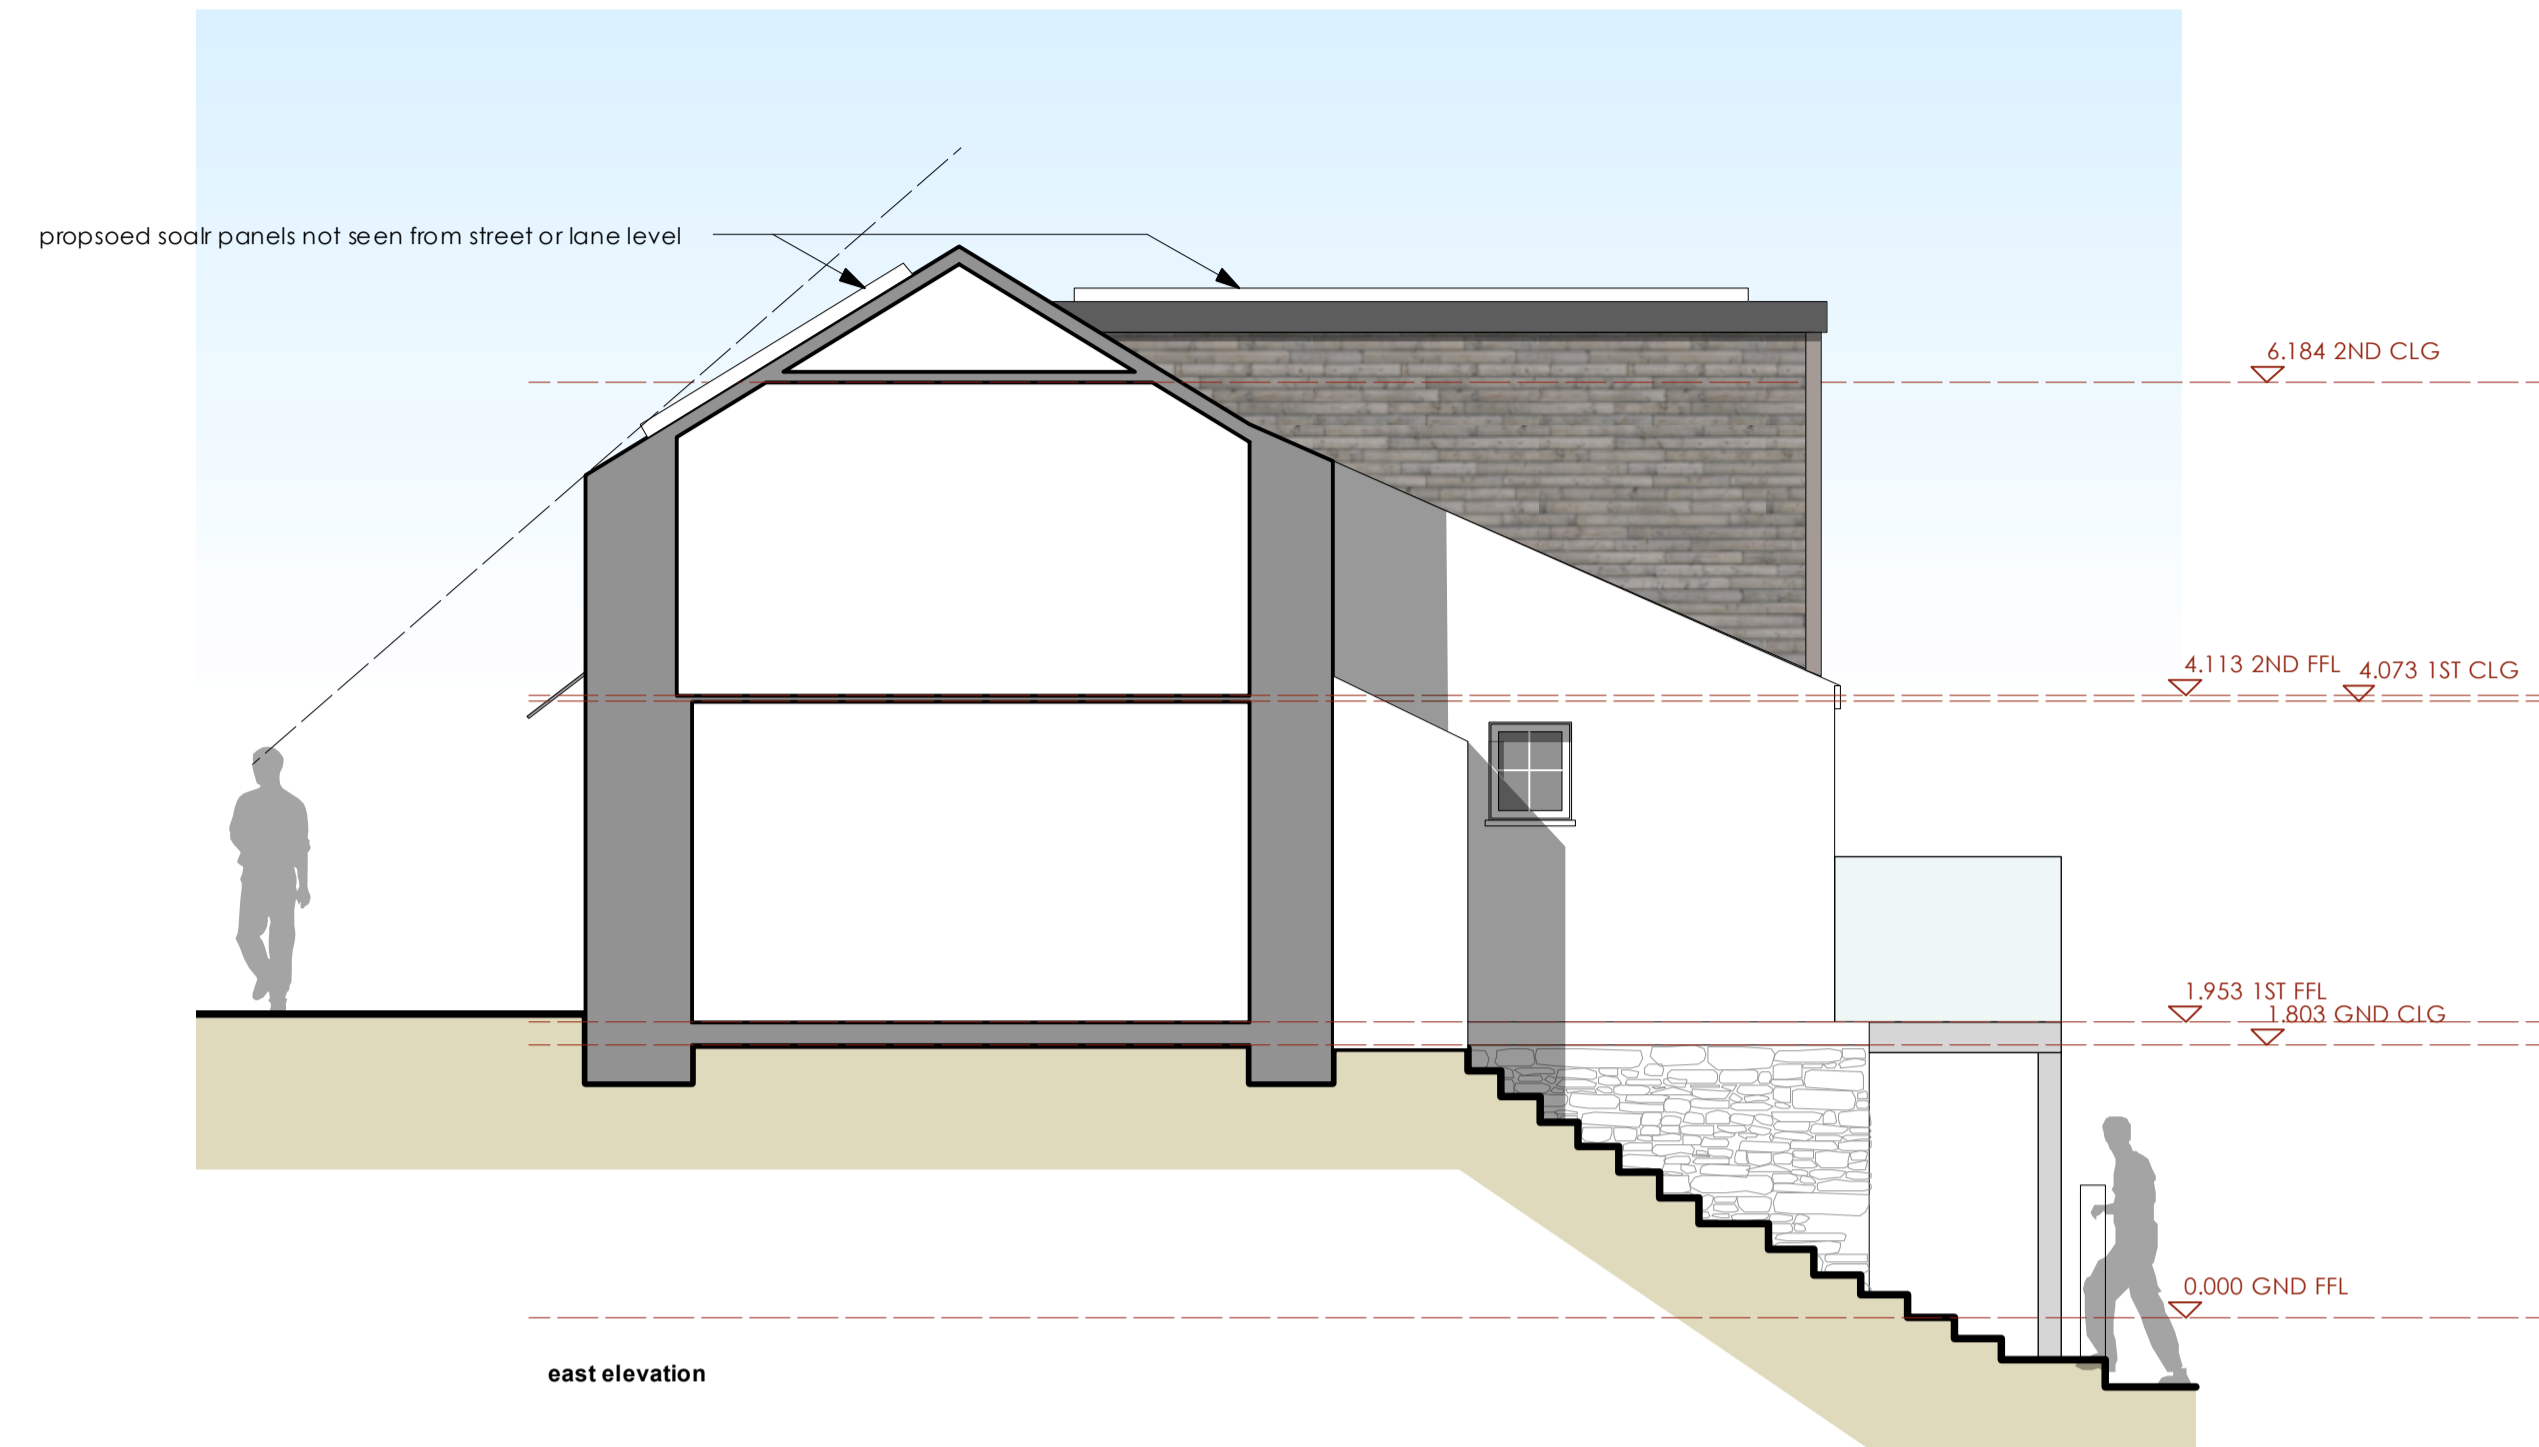 propsoed soalr panels not seen from street or lane level
6.184 2ND CLG
4.113 2ND FFL
4.073 1ST CLG
1.953 1ST FFL
1.803 GND CLG
0.000 GND FFL
east elevation